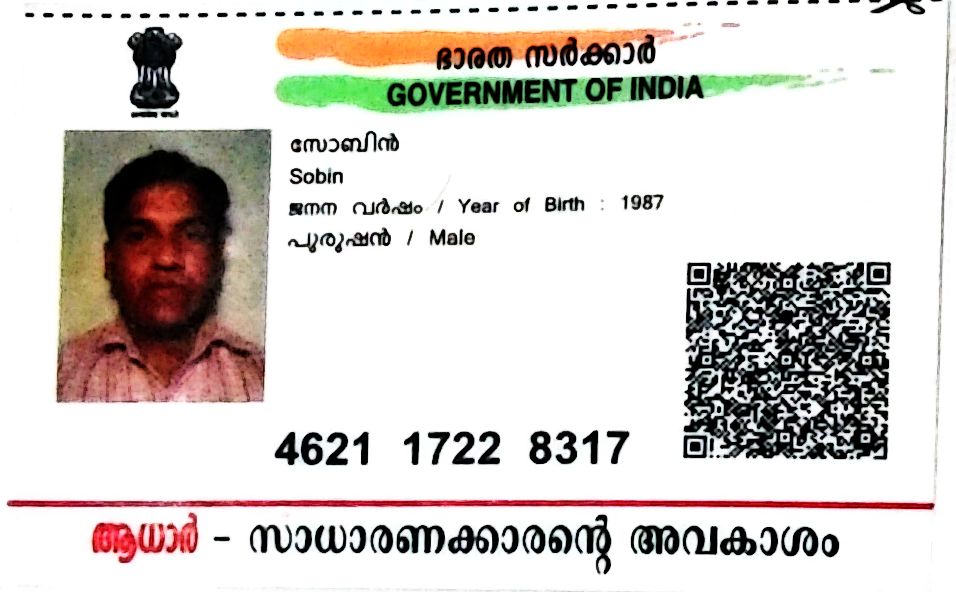 ഭാരത സർക്കാർ
GOVERNMENT OF INDIA
സോബിൻ
Sobin
ജനന വർഷം / Year of Birth : 1987
പുരുഷൻ / Male
4621 1722 8317
ആധാർ – സാധാരണക്കാരന്റെ അവകാശം